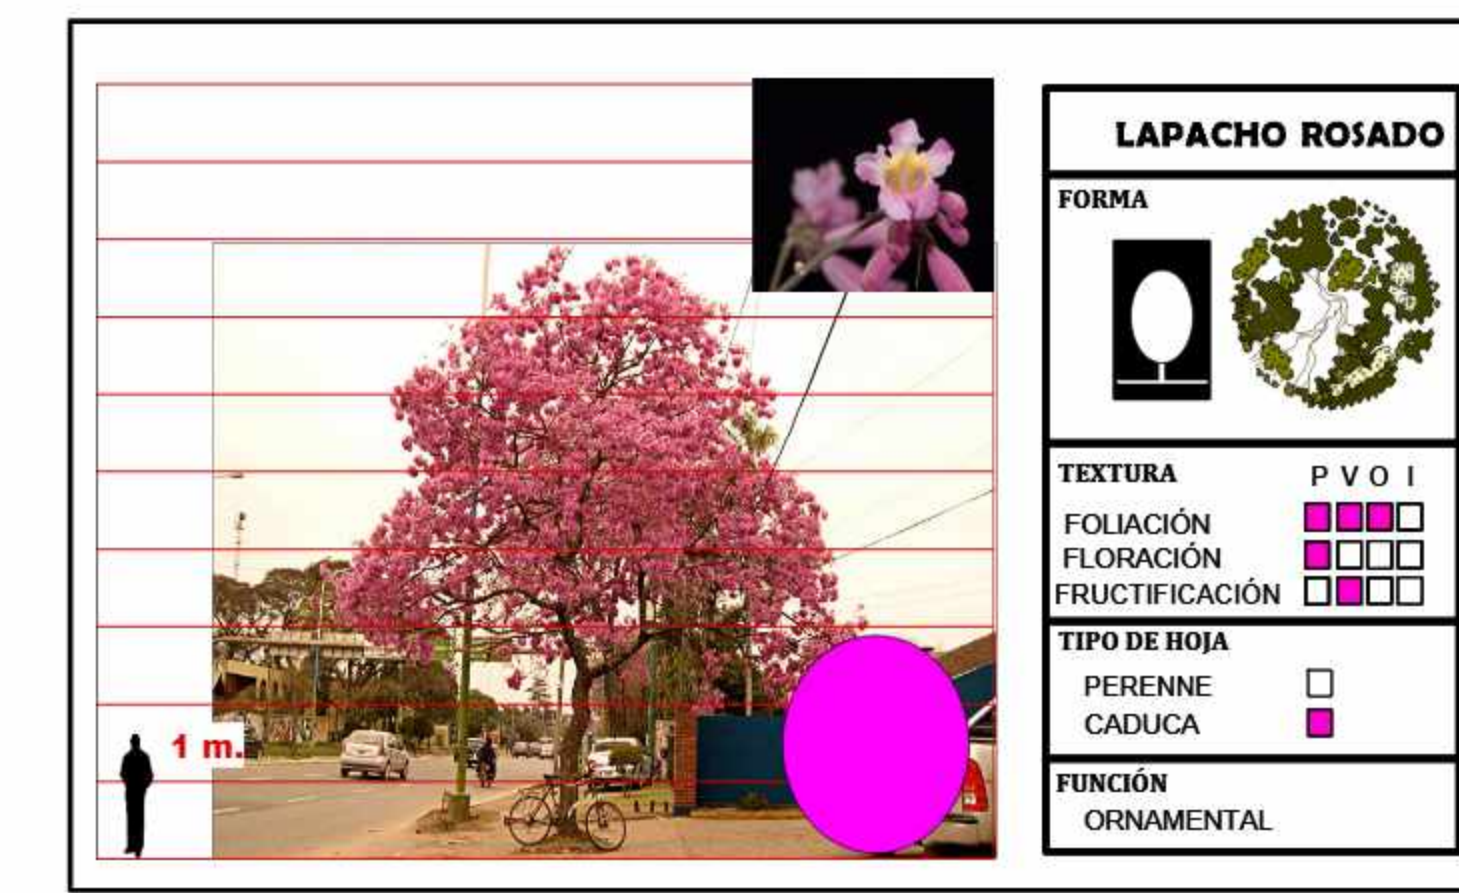 LAPACHO ROSADO
FORMA
TEXTURA P V O I
FOLIACIÓN
FLORACIÓN
FRUCTIFICACIÓN
TIPO DE HOJA
PERENNE
CADUCA
FUNCIÓN
ORNAMENTAL
1 m.